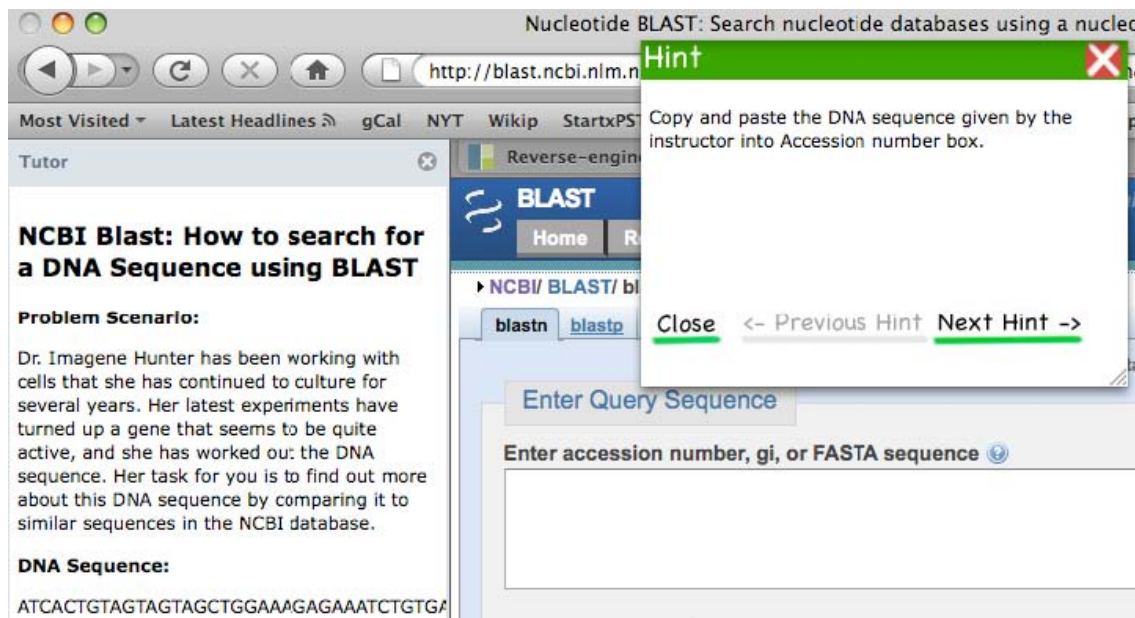 Nucleotide BLAST: Search nucleotide databases using a
http://blast.ncbi.nlm.n
Most Visited
Latest Headlines
gCal
NYT
Wikip
StartxPST
Tutor
NCBI Blast: How to search for
a DNA Sequence using BLAST
Problem Scenario:
Dr. Imagene Hunter has been working with
cells that she has continued to culture for
several years. Her latest experiments have
turned up a gene that seems to be quite
active, and she has worked out the DNA
sequence. Her task for you is to find out more
about this DNA sequence by comparing it to
similar sequences in the NCBI database.
DNA Sequence:
ATCACTGTAGTAGTAGCTGGAAAGAGAAATCTGTGA
Reverse-engin
BLAST
Home
NCBI/ BLAST/ bl
blastn
blastp
Enter Query Sequence
Enter accession number, gi, or FASTA sequence
Hint
Copy and paste the DNA sequence given by the
instructor into Accession number box.
Close
<- Previous Hint
Next Hint ->